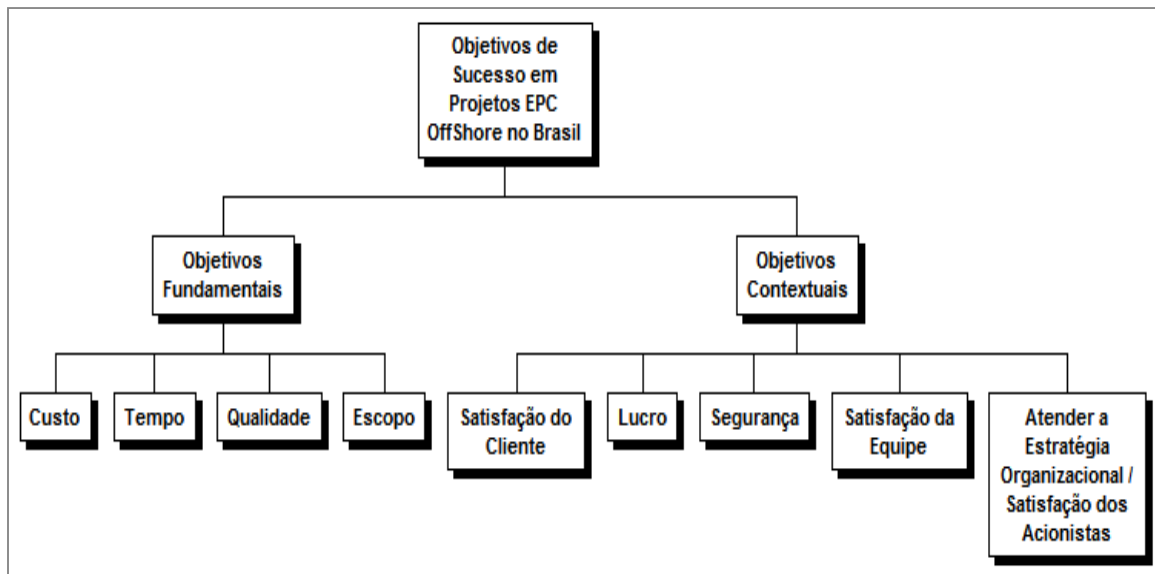 Objetivos de
Sucesso em
Projetos EPC
OffShore no Brasil
Objetivos
Fundamentais
Objetivos
Contextuais
Custo
Tempo
Qualidade
Escopo
Satisfação do
Cliente
Lucro
Segurança
Satisfação da
Equipe
Atender a
Estratégia
Organizacional /
Satisfação dos
Acionistas